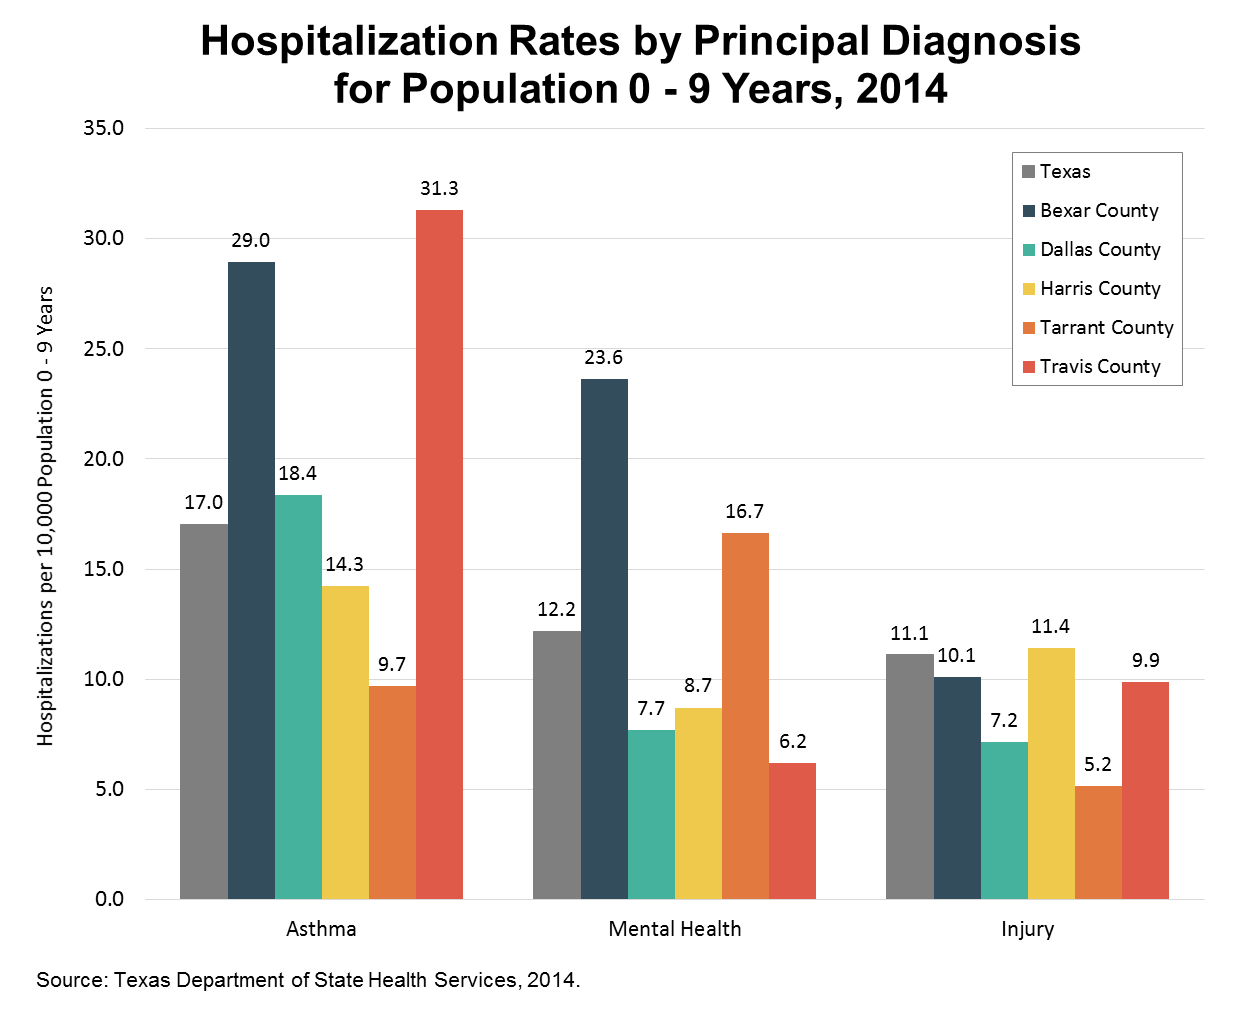 Hospitalization Rates by Principal Diagnosis
for Population 0 - 9 Years, 2014
Hospitalizations per 10,000 Population 0 - 9 Years
35.0
30.0
25.0
20.0
15.0
10.0
5.0
0.0
Texas
Bexar County
Dallas County
Harris County
Tarrant County
Travis County
17.0
29.0
18.4
14.3
9.7
31.3
12.2
23.6
7.7
8.7
16.7
6.2
11.1
10.1
7.2
11.4
5.2
9.9
Asthma
Mental Health
Injury
Source: Texas Department of State Health Services, 2014.